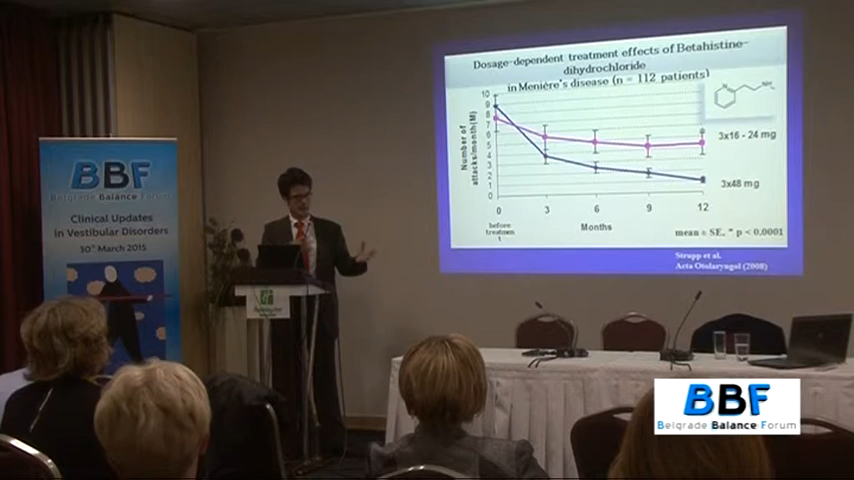 Dosage-dependent treatment effects of Betahistine-
dihydrochloride
in Menière's disease (n = 112 patients)
Number of
attacks/month(M)
10
9
8
7
6
5
4
3
2
1
0
N
NH
3x16 - 24 mg
3x48 mg
0
3
6
9
12
before
treatmen
t
Months
mean ± SE, * p < 0,0001
Strupp et al.
Acta Otolaryngol (2008)
BBF
Belgrade Balance Forum
Clinical Updates
in Vestibular Disorders
10th March 2015
BBF
Belgrade Balance Forum